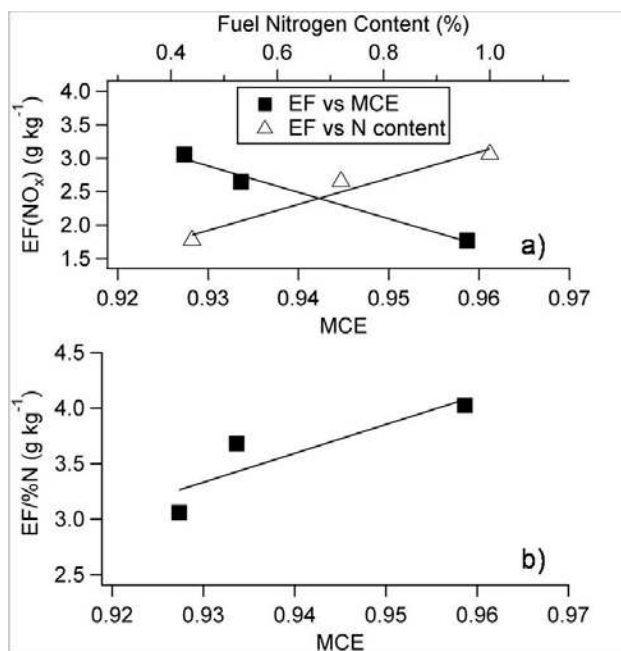 Fuel Nitrogen Content (%)
0.4 0.6 0.8 1.0
4.0
3.5
3.0
2.5
2.0
1.5
EF(NOx) (g kg-1)
EF vs MCE
EF vs N content
a)
0.92 0.93 0.94 0.95 0.96 0.97
MCE
4.5
4.0
3.5
3.0
2.5
EF/%N (g kg-1)
b)
0.92 0.93 0.94 0.95 0.96 0.97
MCE